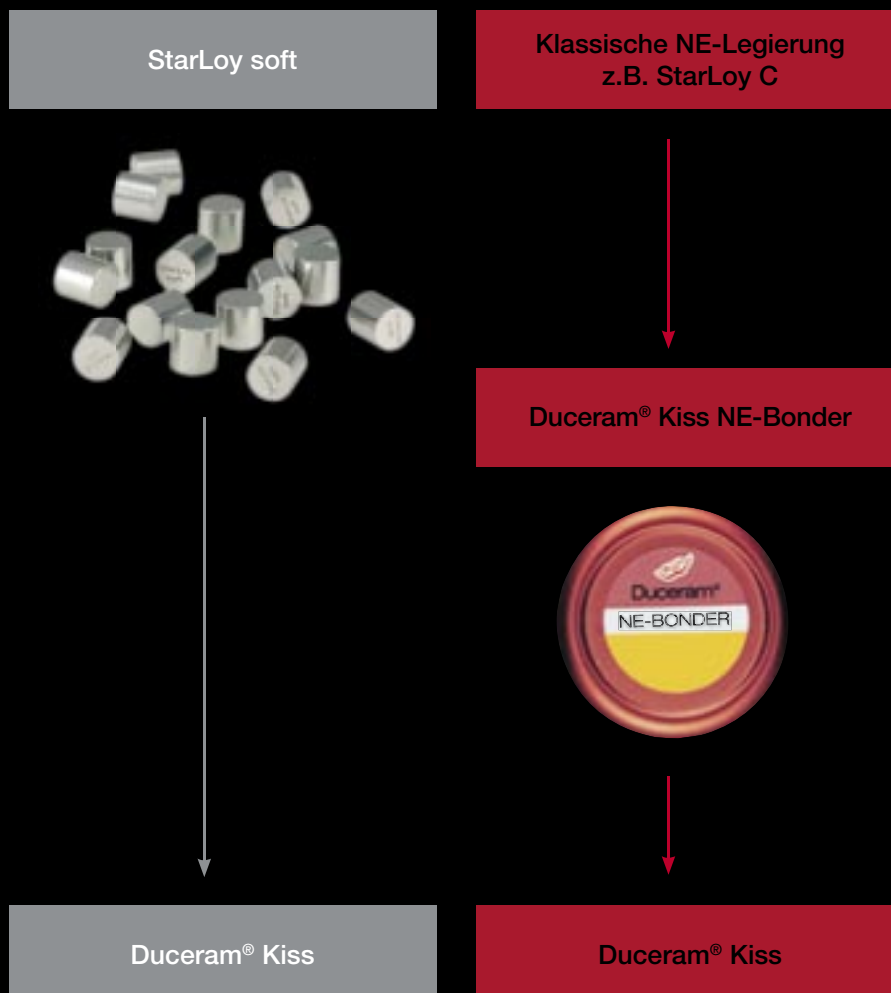 StarLoy soft
Klassische NE-Legierung
z.B. StarLoy C
Duceram® Kiss NE-Bonder
Duceram®
NE-BONDER
Duceram® Kiss
Duceram® Kiss